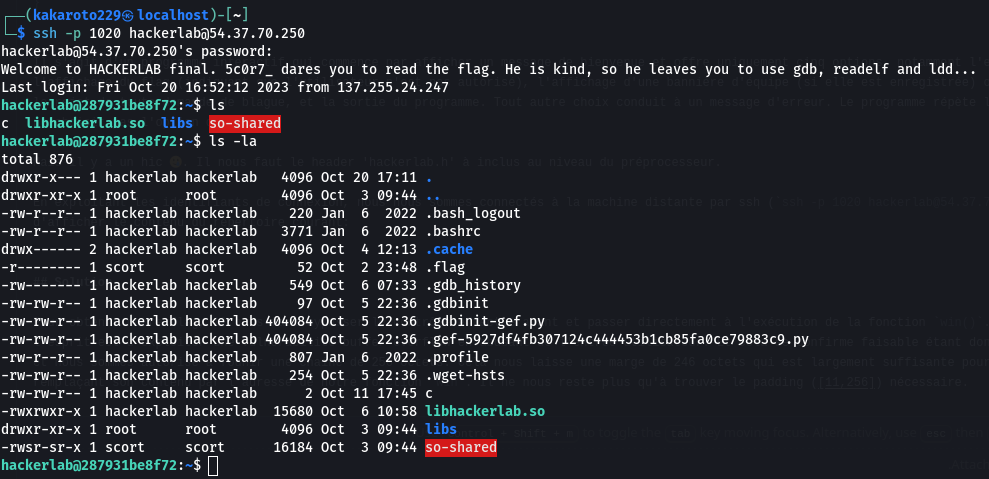 ┌──(kakaroto229㉿localhost)-[~]
└─$ ssh -p 1020 hackerlab@54.37.70.250
hackerlab@54.37.70.250's password:
Welcome to HACKERLAB final. 5c0r7_ dares you to read the flag. He is kind, so he leaves you to use gdb, readelf and ldd...
Last login: Fri Oct 20 16:52:12 2023 from 137.255.24.247
hackerlab@287931be8f72:~$ ls
c  libhackerlab.so  libs  so-shared
hackerlab@287931be8f72:~$ ls -la
total 876
drwxr-x--- 1 hackerlab hackerlab   4096 Oct 20 17:11 .
drwxr-xr-x 1 root      root        4096 Oct  3 09:44 ..
-rw-r--r-- 1 hackerlab hackerlab    220 Jan  6  2022 .bash_logout
-rw-r--r-- 1 hackerlab hackerlab   3771 Jan  6  2022 .bashrc
drwx------ 2 hackerlab hackerlab   4096 Oct  4 12:13 .cache
-r-------- 1 scort     scort         52 Oct  2 23:48 .flag
-rw------- 1 hackerlab hackerlab    549 Oct  6 07:33 .gdb_history
-rw-rw-r-- 1 hackerlab hackerlab     97 Oct  5 22:36 .gdbinit
-rw-rw-r-- 1 hackerlab hackerlab 404084 Oct  5 22:36 .gdbinit-gef.py
-rw-rw-r-- 1 hackerlab hackerlab 404084 Oct  5 22:36 .gef-5927df4fb307124c444453b1cb85fa0ce79883c9.py
-rw-r--r-- 1 hackerlab hackerlab    807 Jan  6  2022 .profile
-rw-rw-r-- 1 hackerlab hackerlab    254 Oct  5 22:36 .wget-hsts
-rw-rw-r-- 1 hackerlab hackerlab      2 Oct 11 17:45 c
-rwxrwxr-x 1 hackerlab hackerlab  15680 Oct  6 10:58 libhackerlab.so
drwxr-xr-x 1 root      root        4096 Oct  3 09:44 libs
-rwsr-sr-x 1 scort     scort      16184 Oct  3 09:44 so-shared
hackerlab@287931be8f72:~$